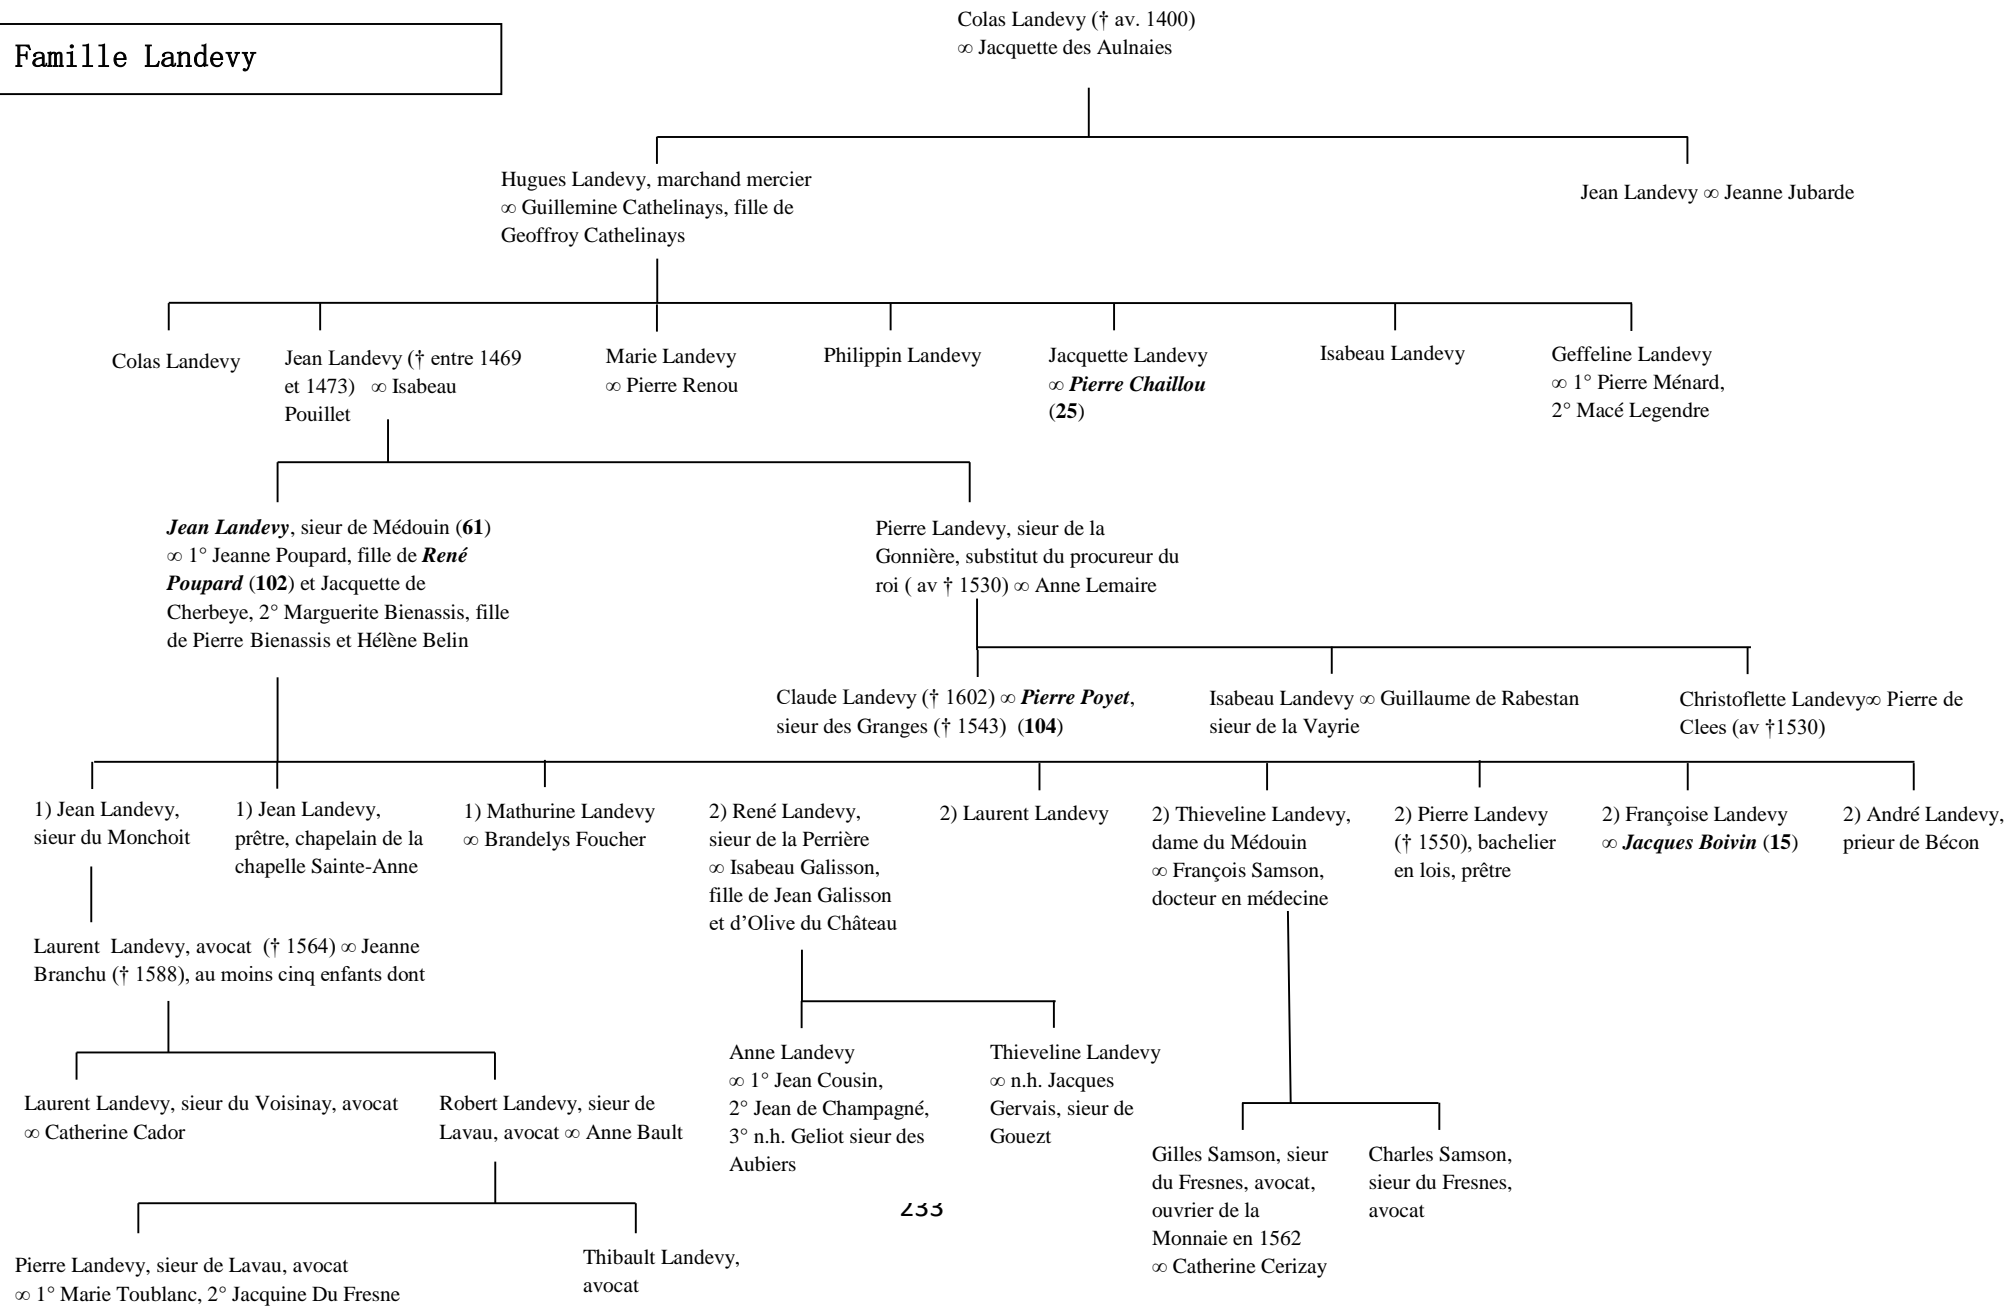 Famille Landevy
Colas Landevy († av. 1400)
∞ Jacquette des Aulnaies
Hugues Landevy, marchand mercier
∞ Guillemine Cathelinays, fille de
Geoffroy Cathelinays
Jean Landevy ∞ Jeanne Jubarde
Colas Landevy
Jean Landevy († entre 1469
et 1473) ∞ Isabeau
Pouillet
Marie Landevy
∞ Pierre Renou
Philippin Landevy
Jacquette Landevy
∞ Pierre Chaillou
(25)
Isabeau Landevy
Geffeline Landevy
∞ 1° Pierre Ménard,
2° Macé Legendre
Jean Landevy, sieur de Médouin (61)
∞ 1° Jeanne Poupard, fille de René
Poupard (102) et Jacquette de
Cherbeye, 2° Marguerite Bienassis, fille
de Pierre Bienassis et Hélène Belin
Pierre Landevy, sieur de la
Gonnière, substitut du procureur du
roi ( av † 1530) ∞ Anne Lemaire
Claude Landevy († 1602) ∞ Pierre Poyet,
sieur des Granges († 1543) (104)
Isabeau Landevy ∞ Guillaume de Rabestan
sieur de la Vayrie
Christoflette Landevy∞ Pierre de
Clees (av †1530)
1) Jean Landevy,
sieur du Monchoit
1) Jean Landevy,
prêtre, chapelain de la
chapelle Sainte-Anne
1) Mathurine Landevy
∞ Brandelys Foucher
2) René Landevy,
sieur de la Perrière
∞ Isabeau Galisson,
fille de Jean Galisson
et d’Olive du Château
2) Laurent Landevy
2) Thieveline Landevy,
dame du Médouin
∞ François Samson,
docteur en médecine
2) Pierre Landevy
(† 1550), bachelier
en lois, prêtre
2) Françoise Landevy
∞ Jacques Boivin (15)
2) André Landevy,
prieur de Bécon
Laurent Landevy, avocat († 1564) ∞ Jeanne
Branchu († 1588), au moins cinq enfants dont
Laurent Landevy, sieur du Voisinay, avocat
∞ Catherine Cador
Robert Landevy, sieur de
Lavau, avocat ∞ Anne Bault
Anne Landevy
∞ 1° Jean Cousin,
2° Jean de Champagné,
3° n.h. Geliot sieur des
Aubiers
Thieveline Landevy
∞ n.h. Jacques
Gervais, sieur de
Gouezt
Gilles Samson, sieur
du Fresnes, avocat,
ouvrier de la
Monnaie en 1562
∞ Catherine Cerizay
Charles Samson,
sieur du Fresnes,
avocat
233
Pierre Landevy, sieur de Lavau, avocat
∞ 1° Marie Toublanc, 2° Jacquine Du Fresne
Thibault Landevy,
avocat